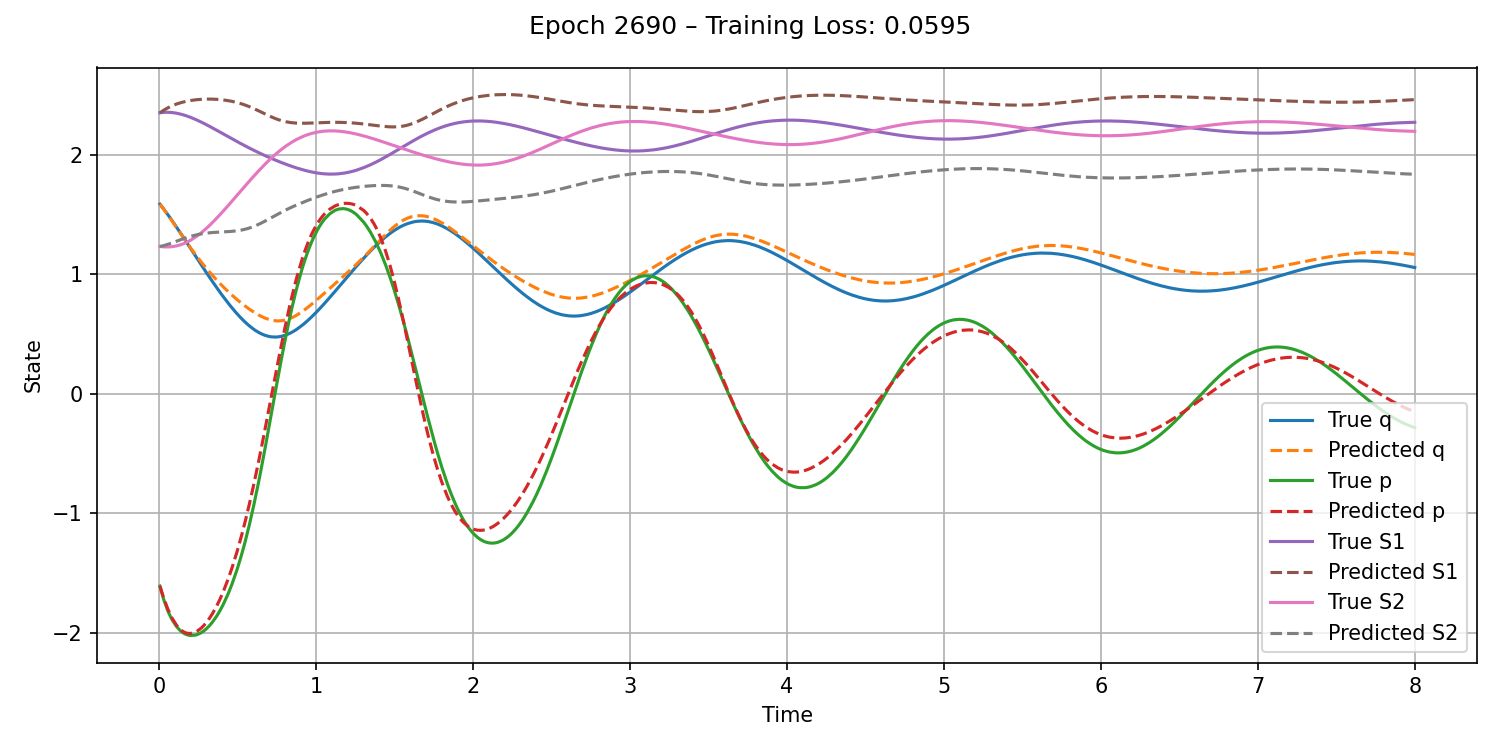 Epoch 2690 – Training Loss: 0.0595
State
2
1
0
−1
−2
0 1 2 3 4 5 6 7 8
Time
True q
Predicted q
True p
Predicted p
True S1
Predicted S1
True S2
Predicted S2